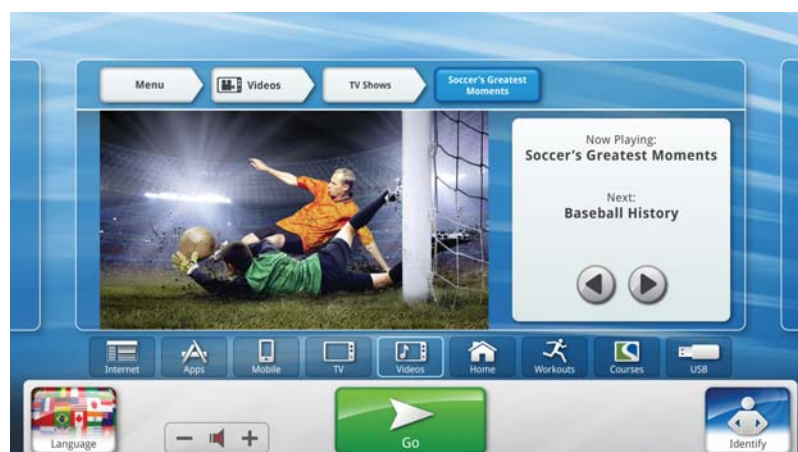 Menu
Videos
TV Shows
Soccer's Greatest
Moments
Now Playing:
Soccer's Greatest Moments
Next:
Baseball History
Internet
Apps
Mobile
TV
Videos
Home
Workouts
Courses
USB
Language
Go
Identify